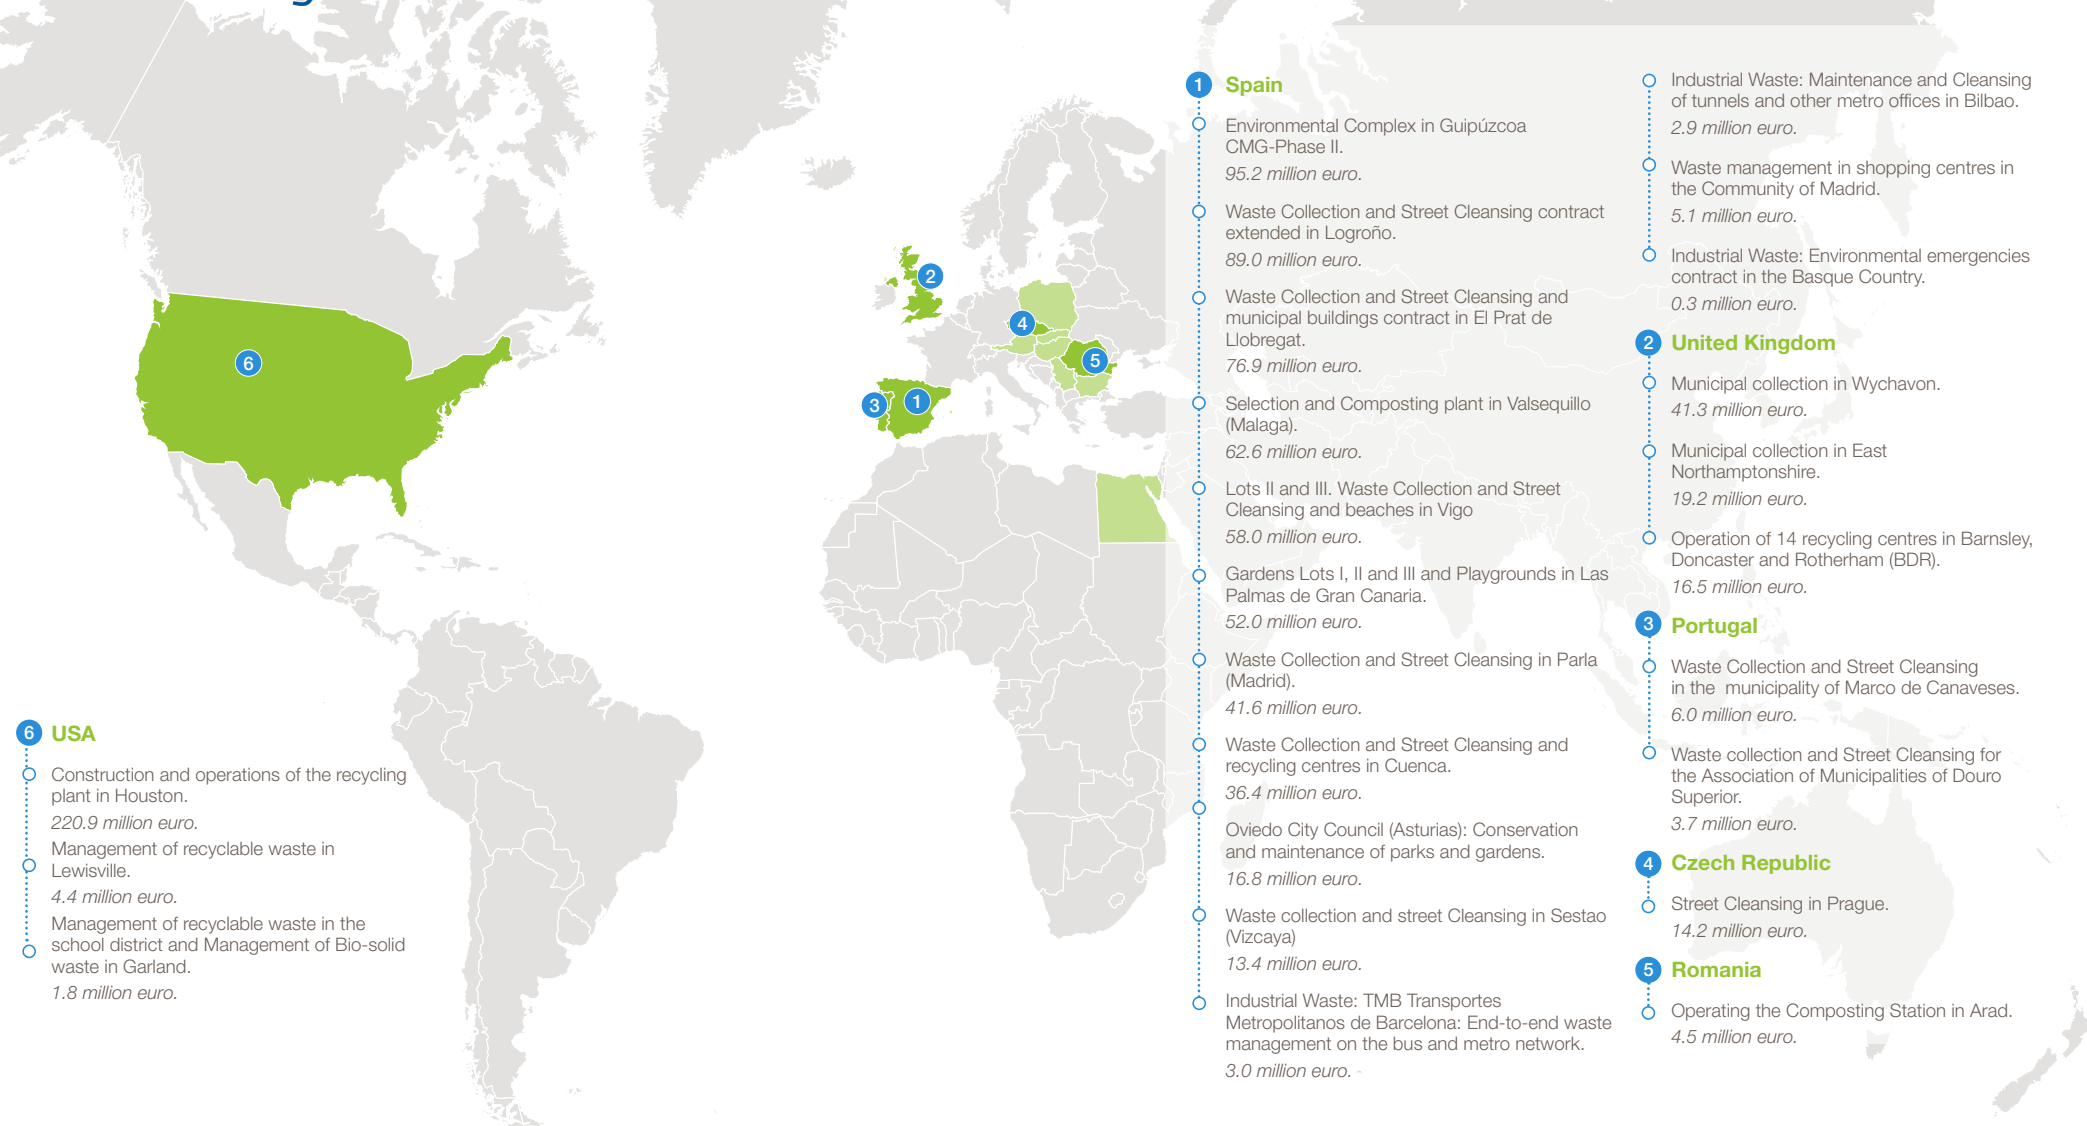 6
2
4
5
3
1
1 Spain
Environmental Complex in Guipúzcoa
CMG-Phase II.
95.2 million euro.
Waste Collection and Street Cleansing contract
extended in Logroño.
89.0 million euro.
Waste Collection and Street Cleansing and
municipal buildings contract in El Prat de
Llobregat.
76.9 million euro.
Selection and Composting plant in Valsequillo
(Malaga).
62.6 million euro.
Lots II and III. Waste Collection and Street
Cleansing and beaches in Vigo
58.0 million euro.
Gardens Lots I, II and III and Playgrounds in Las
Palmas de Gran Canaria.
52.0 million euro.
Waste Collection and Street Cleansing in Parla
(Madrid).
41.6 million euro.
Waste Collection and Street Cleansing and
recycling centres in Cuenca.
36.4 million euro.
Oviedo City Council (Asturias): Conservation
and maintenance of parks and gardens.
16.8 million euro.
Waste collection and street Cleansing in Sestao
(Vizcaya)
13.4 million euro.
Industrial Waste: TMB Transportes
Metropolitanos de Barcelona: End-to-end waste
management on the bus and metro network.
3.0 million euro.
Industrial Waste: Maintenance and Cleansing
of tunnels and other metro offices in Bilbao.
2.9 million euro.
Waste management in shopping centres in
the Community of Madrid.
5.1 million euro.
Industrial Waste: Environmental emergencies
contract in the Basque Country.
0.3 million euro.
2 United Kingdom
Municipal collection in Wychavon.
41.3 million euro.
Municipal collection in East
Northamptonshire.
19.2 million euro.
Operation of 14 recycling centres in Barnsley,
Doncaster and Rotherham (BDR).
16.5 million euro.
3 Portugal
Waste Collection and Street Cleansing
in the municipality of Marco de Canaveses.
6.0 million euro.
Waste collection and Street Cleansing for
the Association of Municipalities of Douro
Superior.
3.7 million euro.
4 Czech Republic
Street Cleansing in Prague.
14.2 million euro.
5 Romania
Operating the Composting Station in Arad.
4.5 million euro.
6 USA
Construction and operations of the recycling
plant in Houston.
220.9 million euro.
Management of recyclable waste in
Lewisville.
4.4 million euro.
Management of recyclable waste in the
school district and Management of Bio-solid
waste in Garland.
1.8 million euro.